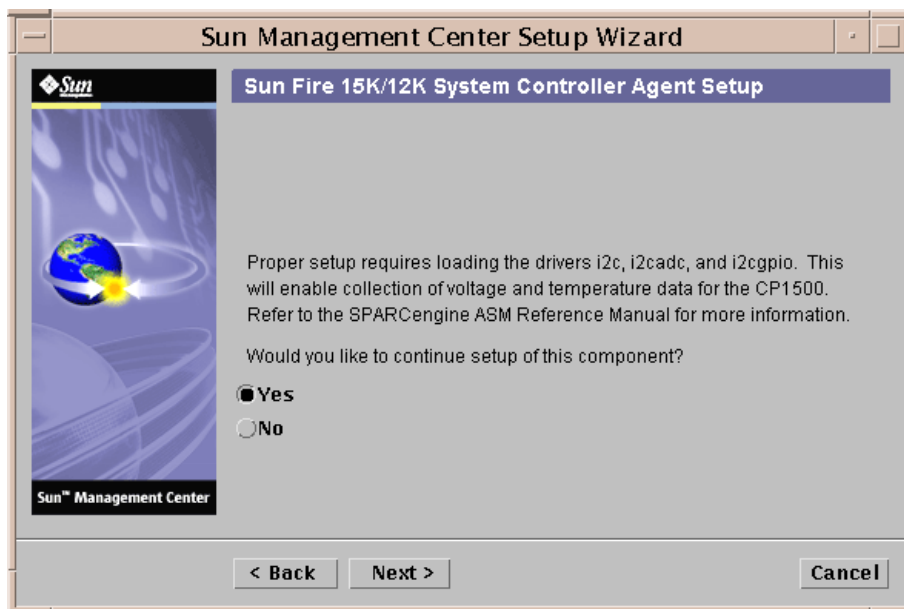 Sun Management Center Setup Wizard
Sun
Sun Fire 15K/12K System Controller Agent Setup
Proper setup requires loading the drivers i2c, i2cadc, and i2cgpio. This
will enable collection of voltage and temperature data for the CP1500.
Refer to the SPARCengine ASM Reference Manual for more information.
Would you like to continue setup of this component?
Yes
No
Sun™ Management Center
< Back
Next >
Cancel